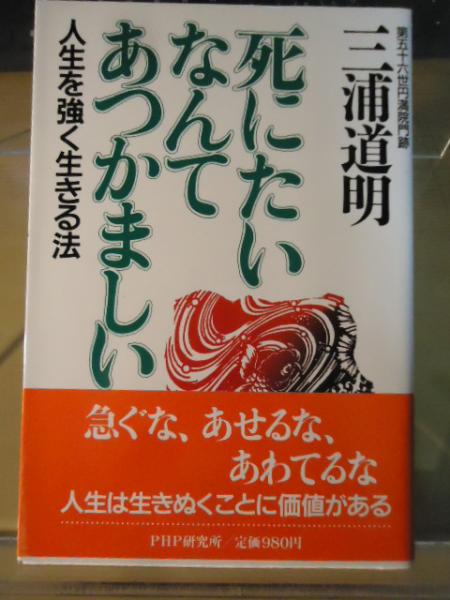 第五十六世円満院門跡
三浦道明
死にたい
なんて
あつかましい
人生を強く生きる法
急ぐな、あせるな、
あわてるな
人生は生きぬくことに価値がある
PHP研究所／定価980円